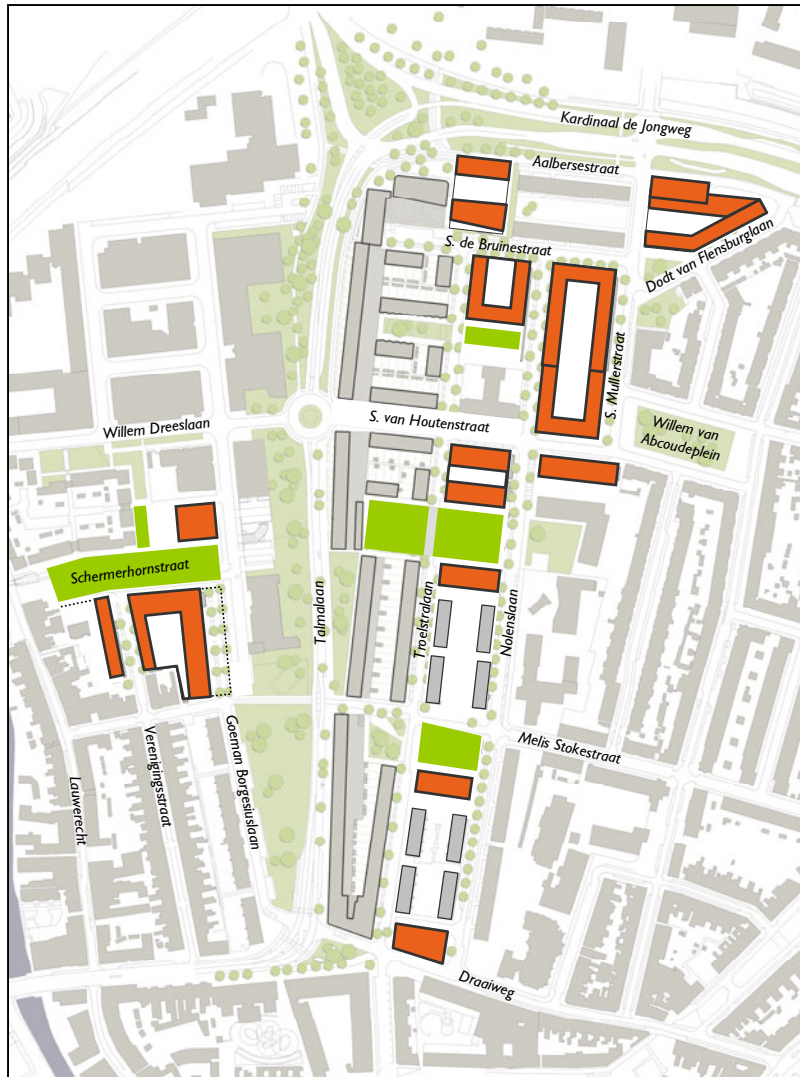 Kardinaal de Jongweg
Aalbersestraat
S. de Bruinestraat
Dodt van Flensburglaan
S. Mullerstraat
S. van Houtenstraat
Willem Dreeslaan
Willem van
Abcoudeplein
Schermerhornstraat
Talmalaan
Troelstralaan
Nolenslaan
Melis Stokestraat
Goeman Borgesiuslaan
Verenigingsstraat
Lauwerecht
Draaiweg